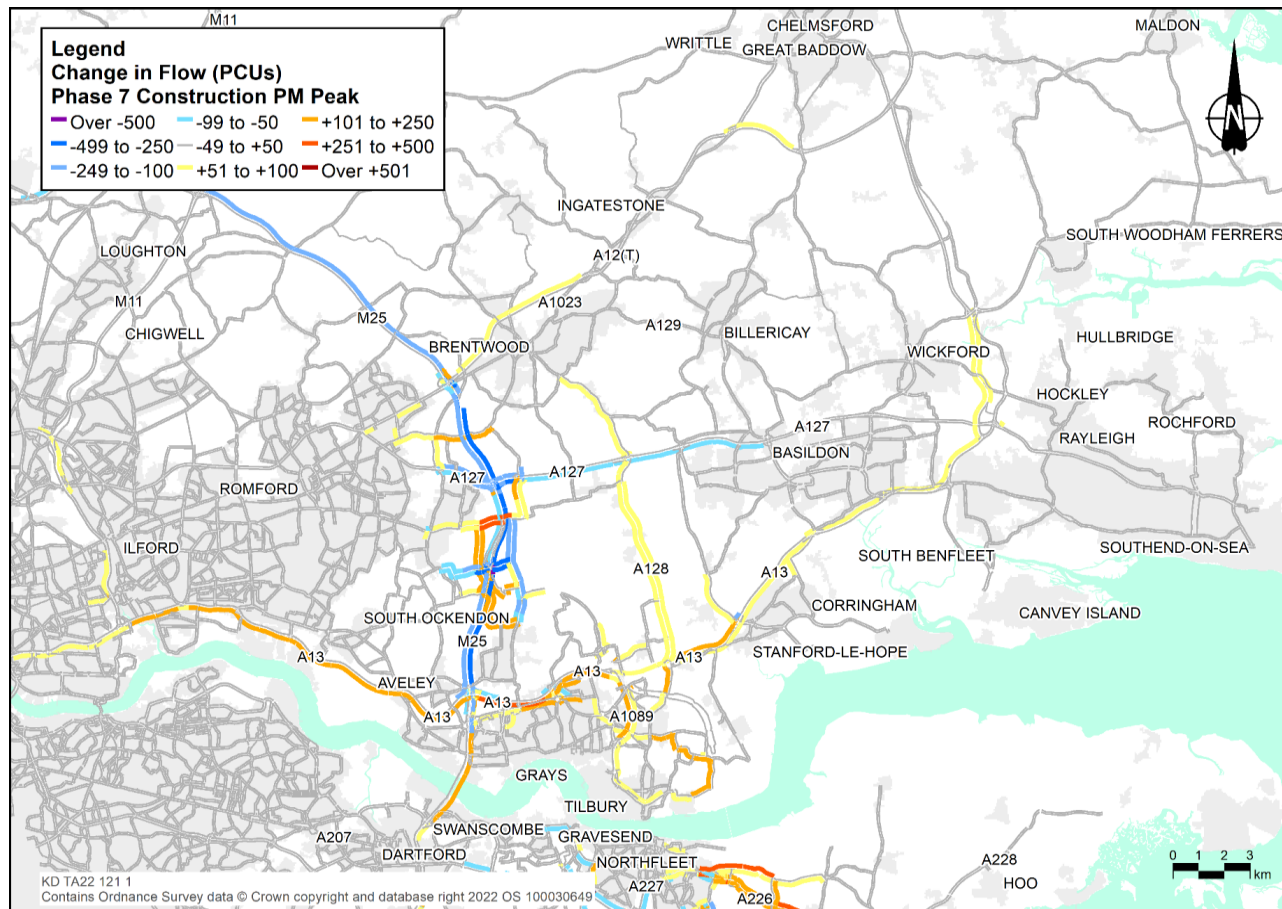 M11
CHELMSFORD
MALDON
WRITTLE
GREAT BADDOW
Legend
Change in Flow (PCUs)
Phase 7 Construction PM Peak
Over -500
-99 to -50
+101 to +250
-499 to -250
-49 to +50
+251 to +500
-249 to -100
+51 to +100
Over +501
N
INGATESTONE
SOUTH WOODHAM FERRERS
LOUGHTON
A12(T)
M11
A1023
M25
CHIGWELL
A129
BILLERICAY
HULLBRIDGE
BRENTWOOD
WICKFORD
HOCKLEY
ROCHFORD
A127
RAYLEIGH
BASILDON
A127
A127
ROMFORD
ILFORD
SOUTHEND-ON-SEA
SOUTH BENFLEET
A128
A13
CORRINGHAM
CANVEY ISLAND
SOUTH OCKENDON
M25
STANFORD-LE-HOPE
A13
A13
A13
AVELEY
A13
A13
A1089
GRAYS
TILBURY
SWANSCOMBE
GRAVESEND
A207
DARTFORD
NORTHFLEET
A228
HOO
A227
A226
0 1 2 3
km
KD TA22 121 1
Contains Ordnance Survey data © Crown copyright and database right 2022 OS 100030649